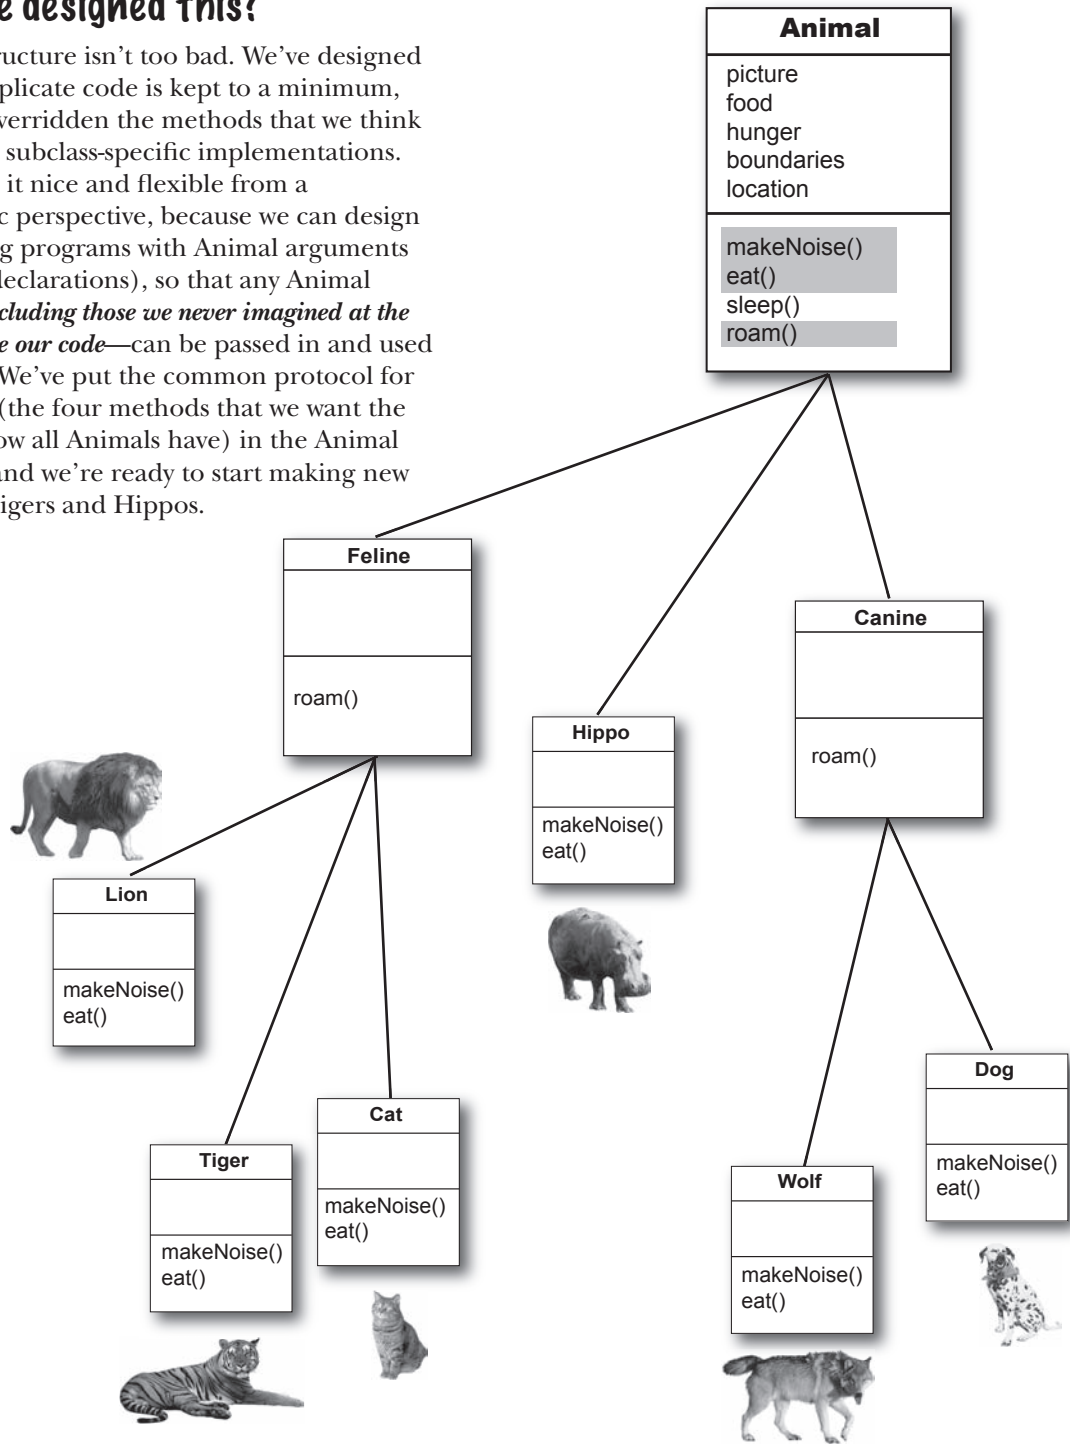 e designed this?
ructure isn’t too bad. We’ve designed
plicate code is kept to a minimum,
verridden the methods that we think
subclass-specific implementations.
it nice and flexible from a
c perspective, because we can design
g programs with Animal arguments
declarations), so that any Animal
cluding those we never imagined at the
e our code—can be passed in and used
We’ve put the common protocol for
(the four methods that we want the
ow all Animals have) in the Animal
and we’re ready to start making new
igers and Hippos.
Animal
picture
food
hunger
boundaries
location
makeNoise()
eat()
sleep()
roam()
Feline
roam()
Hippo
makeNoise()
eat()
Canine
roam()
Lion
makeNoise()
eat()
Tiger
makeNoise()
eat()
Cat
makeNoise()
eat()
Wolf
makeNoise()
eat()
Dog
makeNoise()
eat()